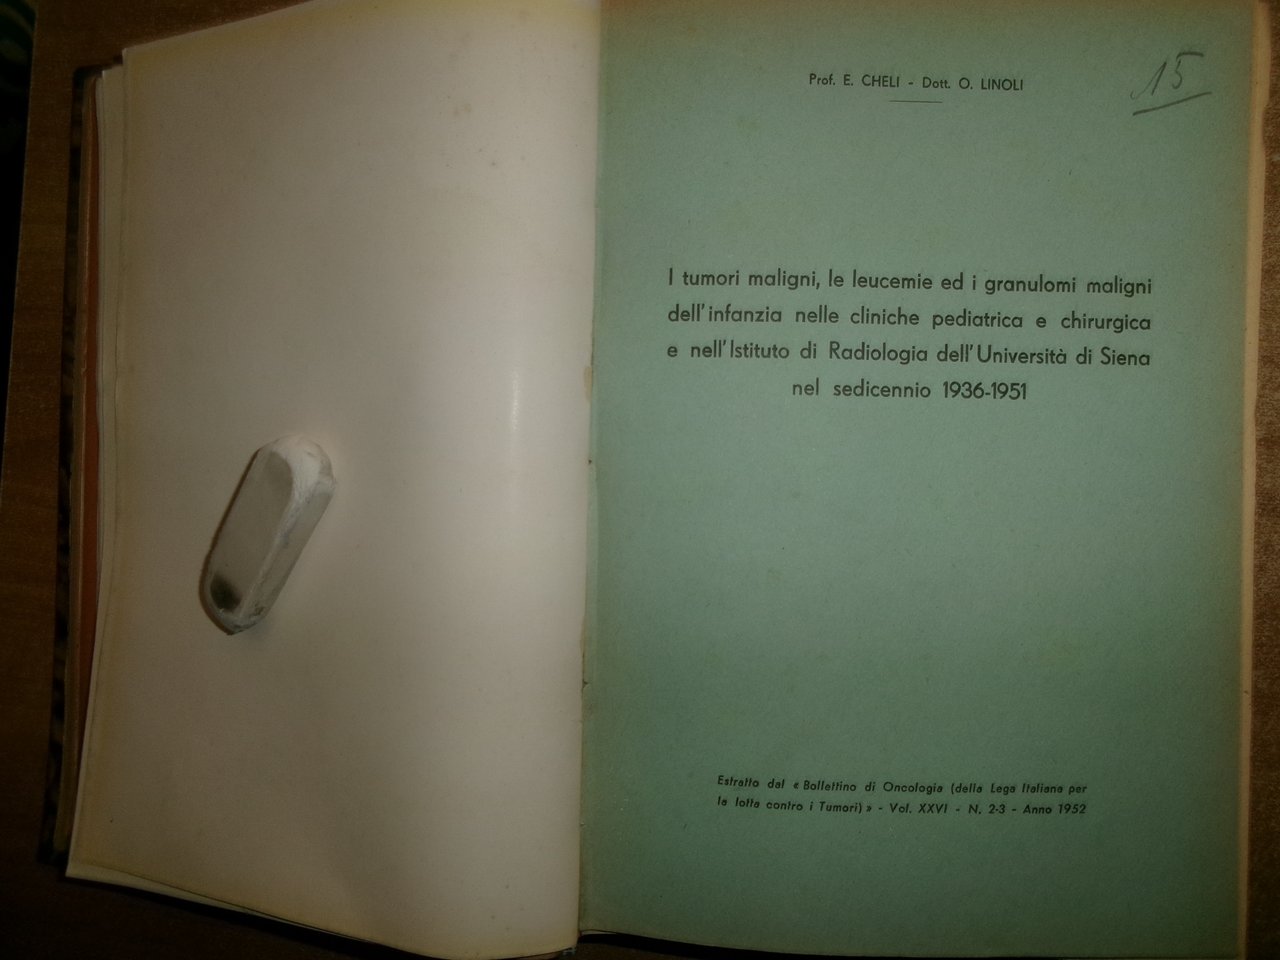 Prof. E. CHELI - Dott. O. LINOLI
15
I tumori maligni, le leucemie ed i granulomi maligni
dell'infanzia nelle cliniche pediatrica e chirurgica
e nell'Istituto di Radiologia dell'Università di Siena
nel sedicennio 1936-1951
Estratto dal « Bollettino di Oncologia (della Lega Italiana per
la lotta contro i Tumori) » - Vol. XXVI - N. 2-3 - Anno 1952